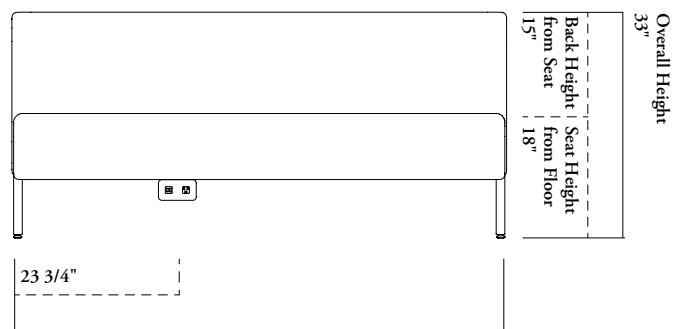 Overall Height
33"
Back Height
from Seat
15"
Seat Height
from Floor
18"
23 3/4"